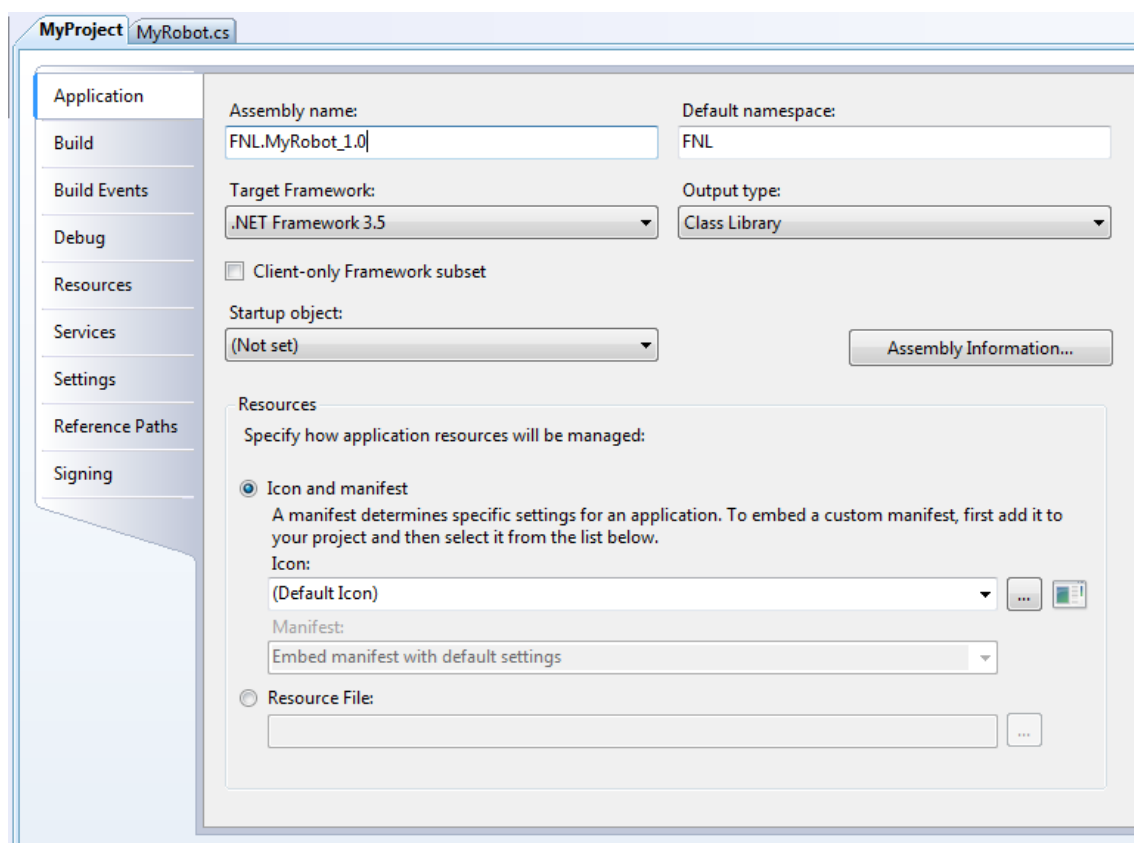 MyProject MyRobot.cs
Application
Build
Build Events
Debug
Resources
Services
Settings
Reference Paths
Signing
Assembly name: Default namespace:
FNL.MyRobot_1.0 FNL
Target Framework: Output type:
.NET Framework 3.5 Class Library
Client-only Framework subset
Startup object:
(Not set) Assembly Information...
Resources
Specify how application resources will be managed:
Icon and manifest
A manifest determines specific settings for an application. To embed a custom manifest, first add it to
your project and then select it from the list below.
Icon:
(Default Icon) ...
Manifest:
Embed manifest with default settings
Resource File:
...